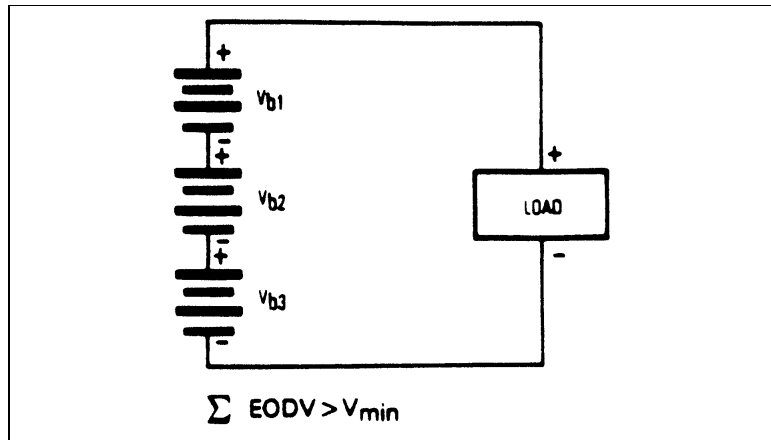 +
Vb1
-
+
Vb2
-
+
Vb3
-
+
LOAD
-
Σ EODV > Vmin